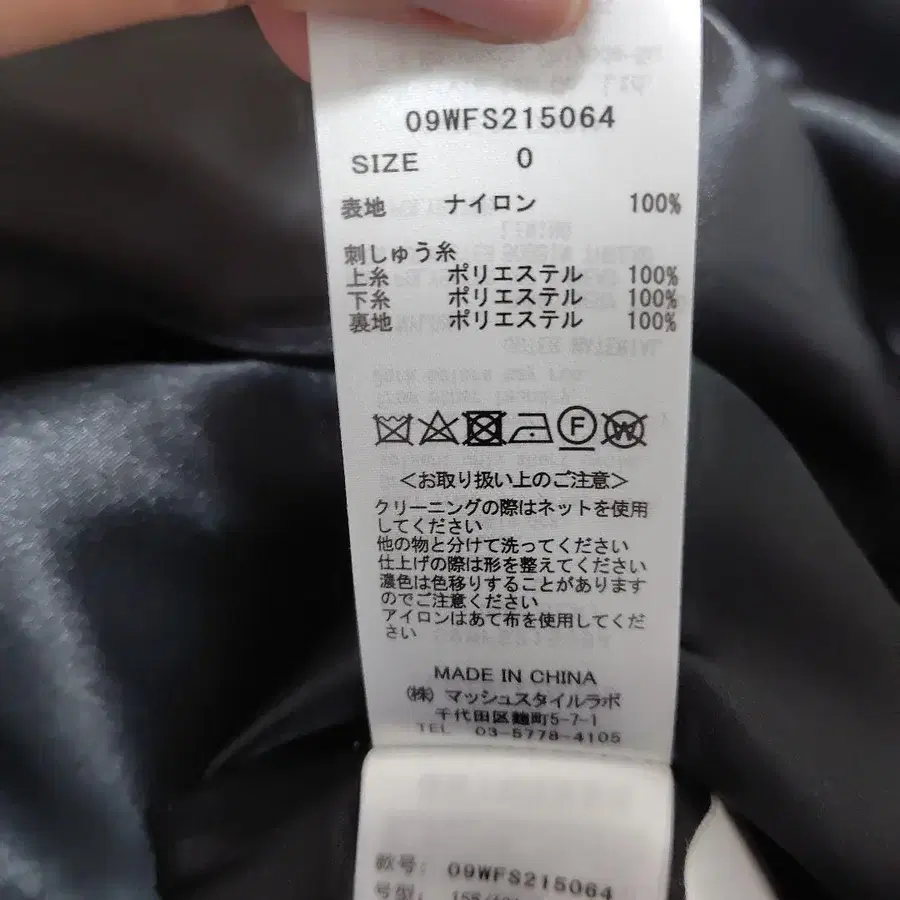 09WFS215064
SIZE 0
表地 ナイロン 100%
刺しゅう糸
上糸 ポリエステル 100%
下糸 ポリエステル 100%
裏地 ポリエステル 100%
F W
<お取り扱い上のご注意>
クリーニングの際はネットを使用
してください
他の物と分けて洗ってください
仕上げの際は形を整えてください
濃色は色移りすることがあります
のでご注意ください
アイロンはあて布を使用してくだ
さい
MADE IN CHINA
(株) マッシュスタイルラボ
千代田区麹町5-7-1
TEL 03-5778-4105
款号: 09WFS215064
号型: